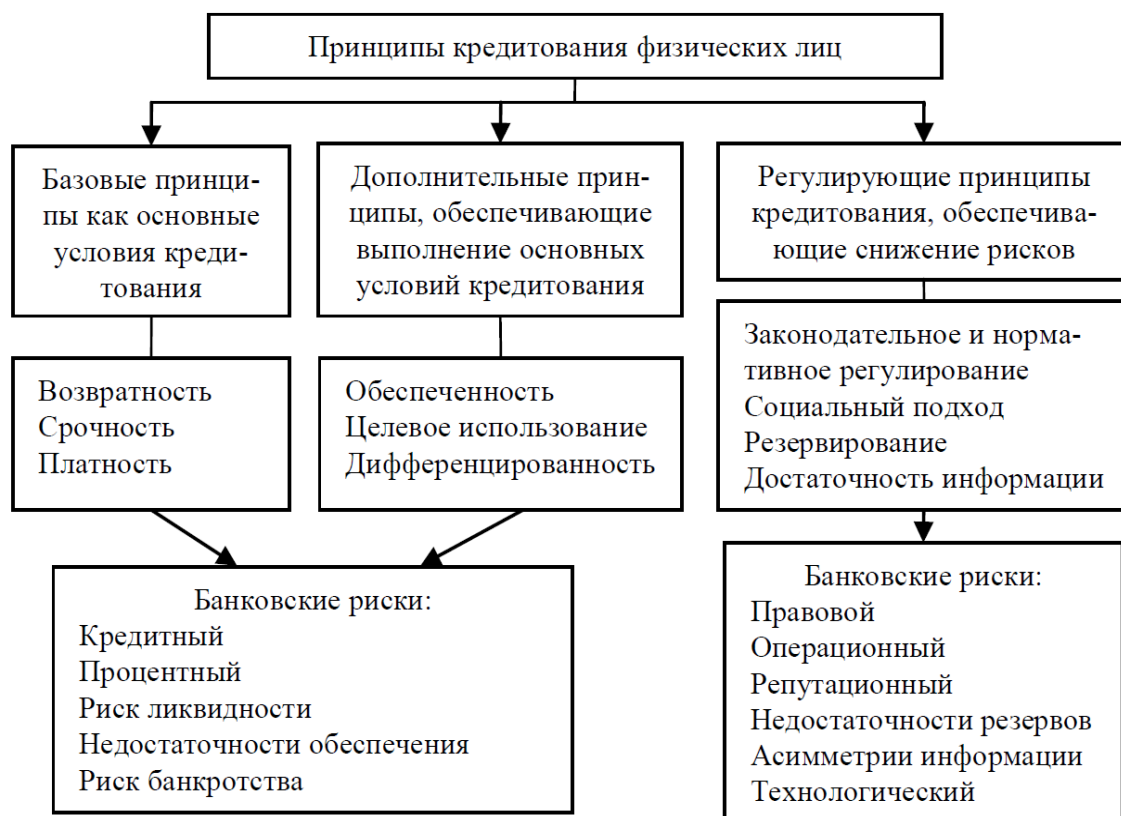 Принципы кредитования физических лиц
Базовые принци-
пы как основные
условия креди-
тования
Дополнительные прин-
ципы, обеспечивающие
выполнение основных
условий кредитования
Регулирующие принципы
кредитования, обеспечива-
ющие снижение рисков
Возвратность
Срочность
Платность
Обеспеченность
Целевое использование
Дифференцированность
Законодательное и норма-
тивное регулирование
Социальный подход
Резервирование
Достаточность информации
Банковские риски:
Кредитный
Процентный
Риск ликвидности
Недостаточности обеспечения
Риск банкротства
Банковские риски:
Правовой
Операционный
Репутационный
Недостаточности резервов
Асимметрии информации
Технологический